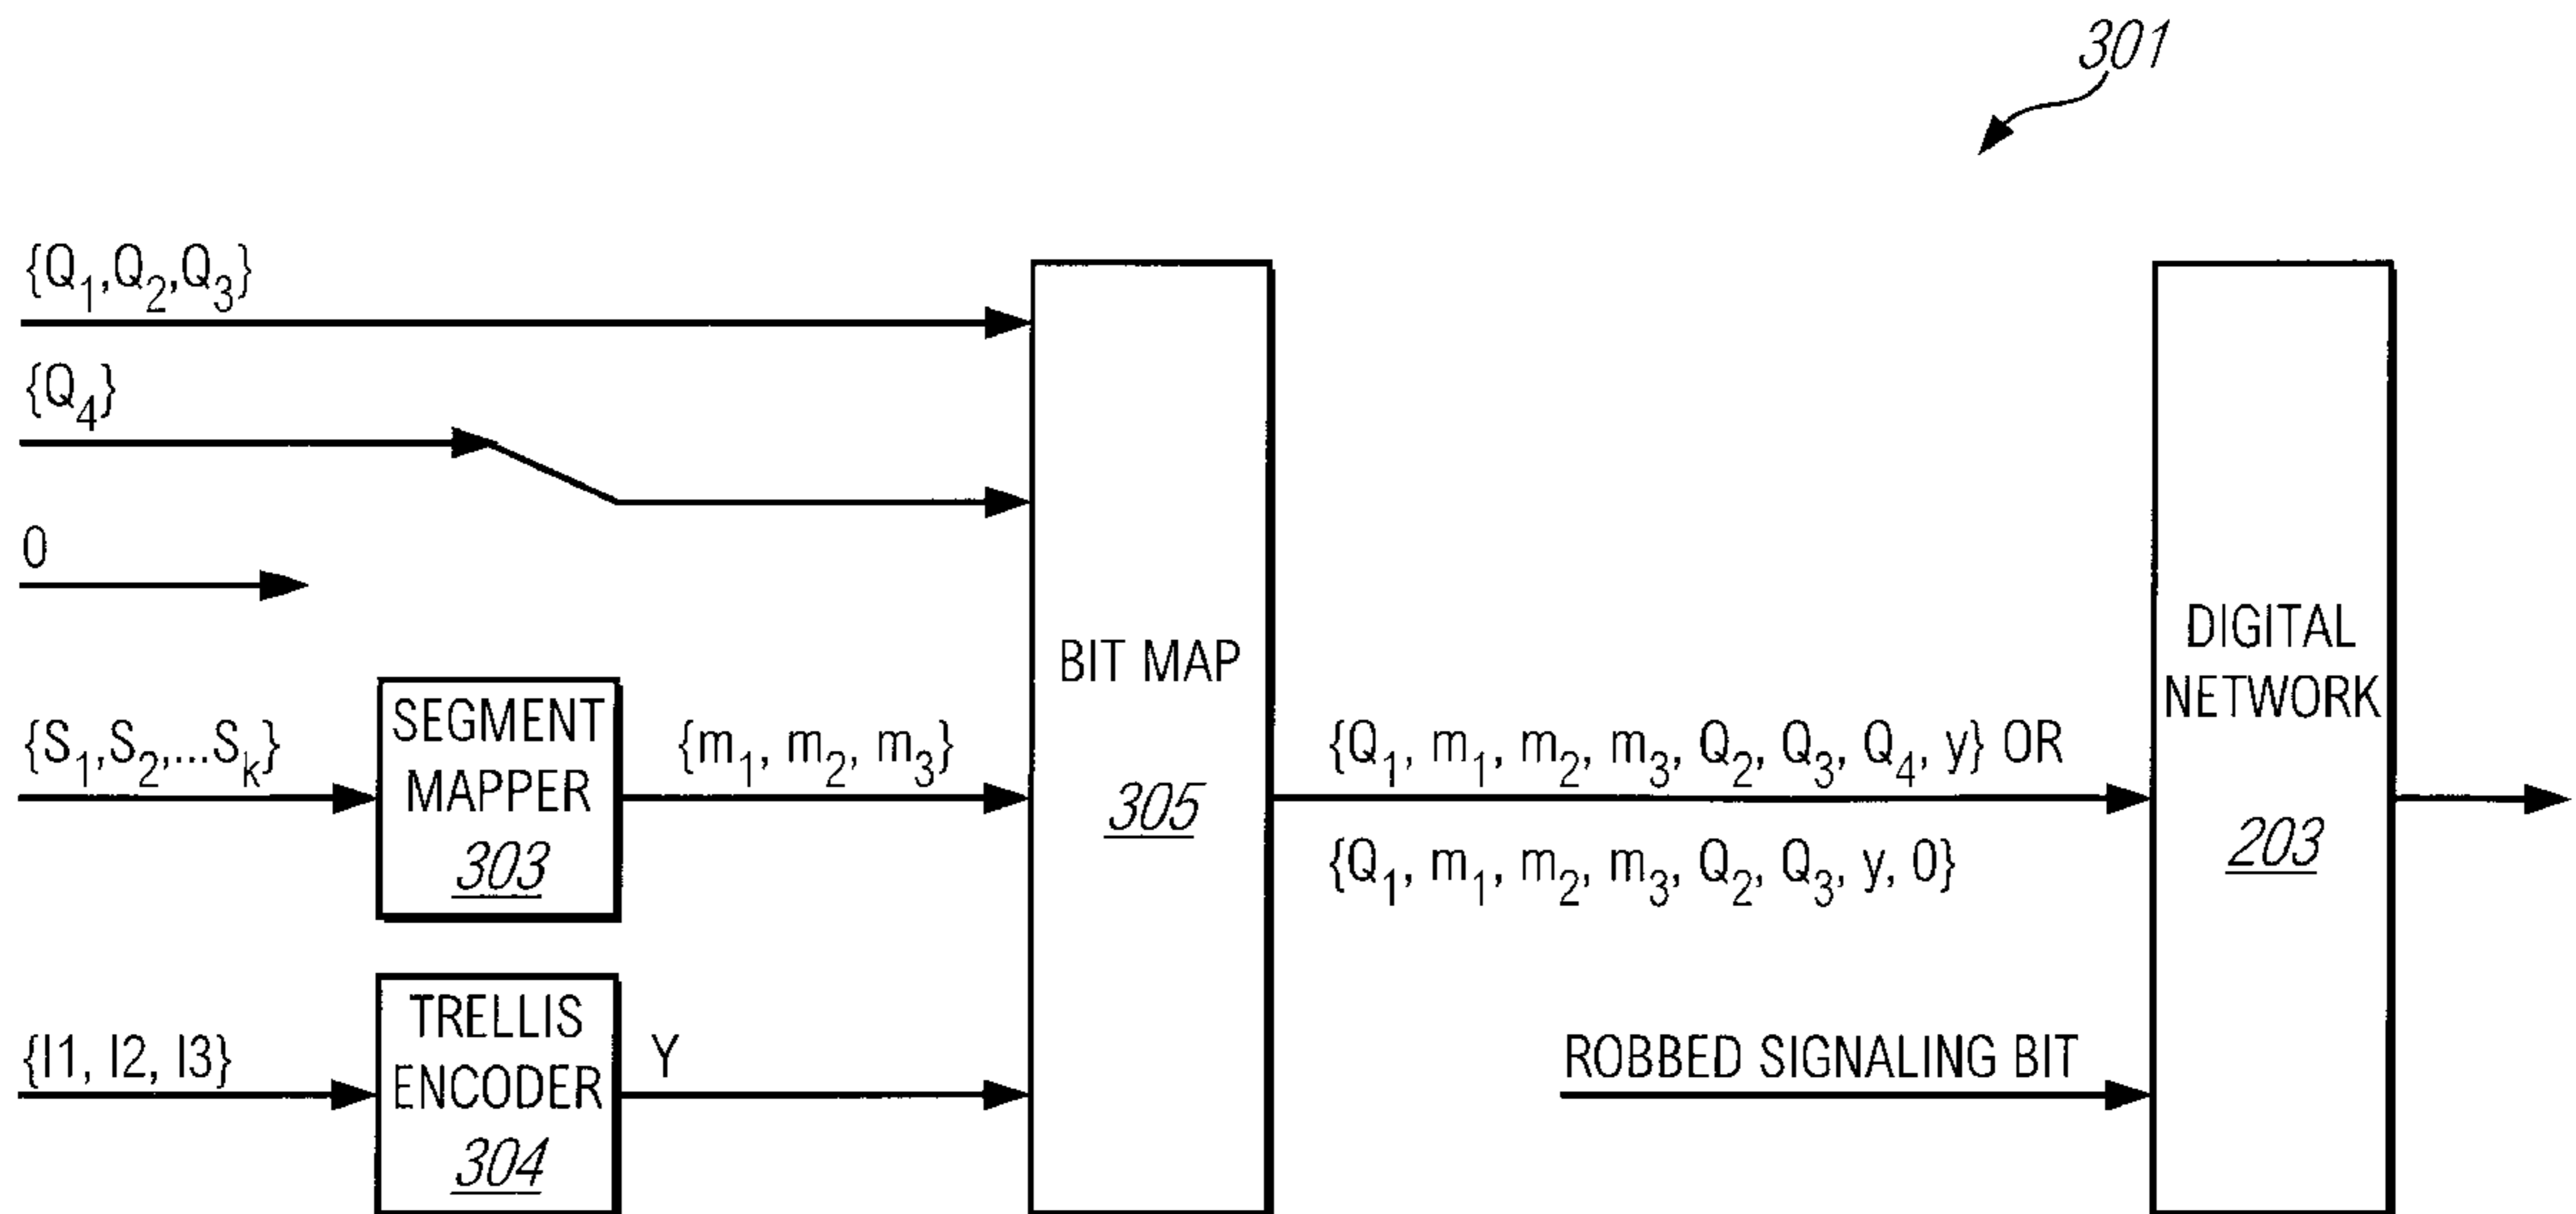 301
{Q₁,Q₂,Q₃}
{Q₄}
0
{S₁,S₂,...Sₖ}
SEGMENT
MAPPER
303
{m₁, m₂, m₃}
{I1, I2, I3}
TRELLIS
ENCODER
304
Y
BIT MAP
305
{Q₁, m₁, m₂, m₃, Q₂, Q₃, Q₄, y} OR
{Q₁, m₁, m₂, m₃, Q₂, Q₃, y, 0}
ROBBED SIGNALING BIT
DIGITAL
NETWORK
203